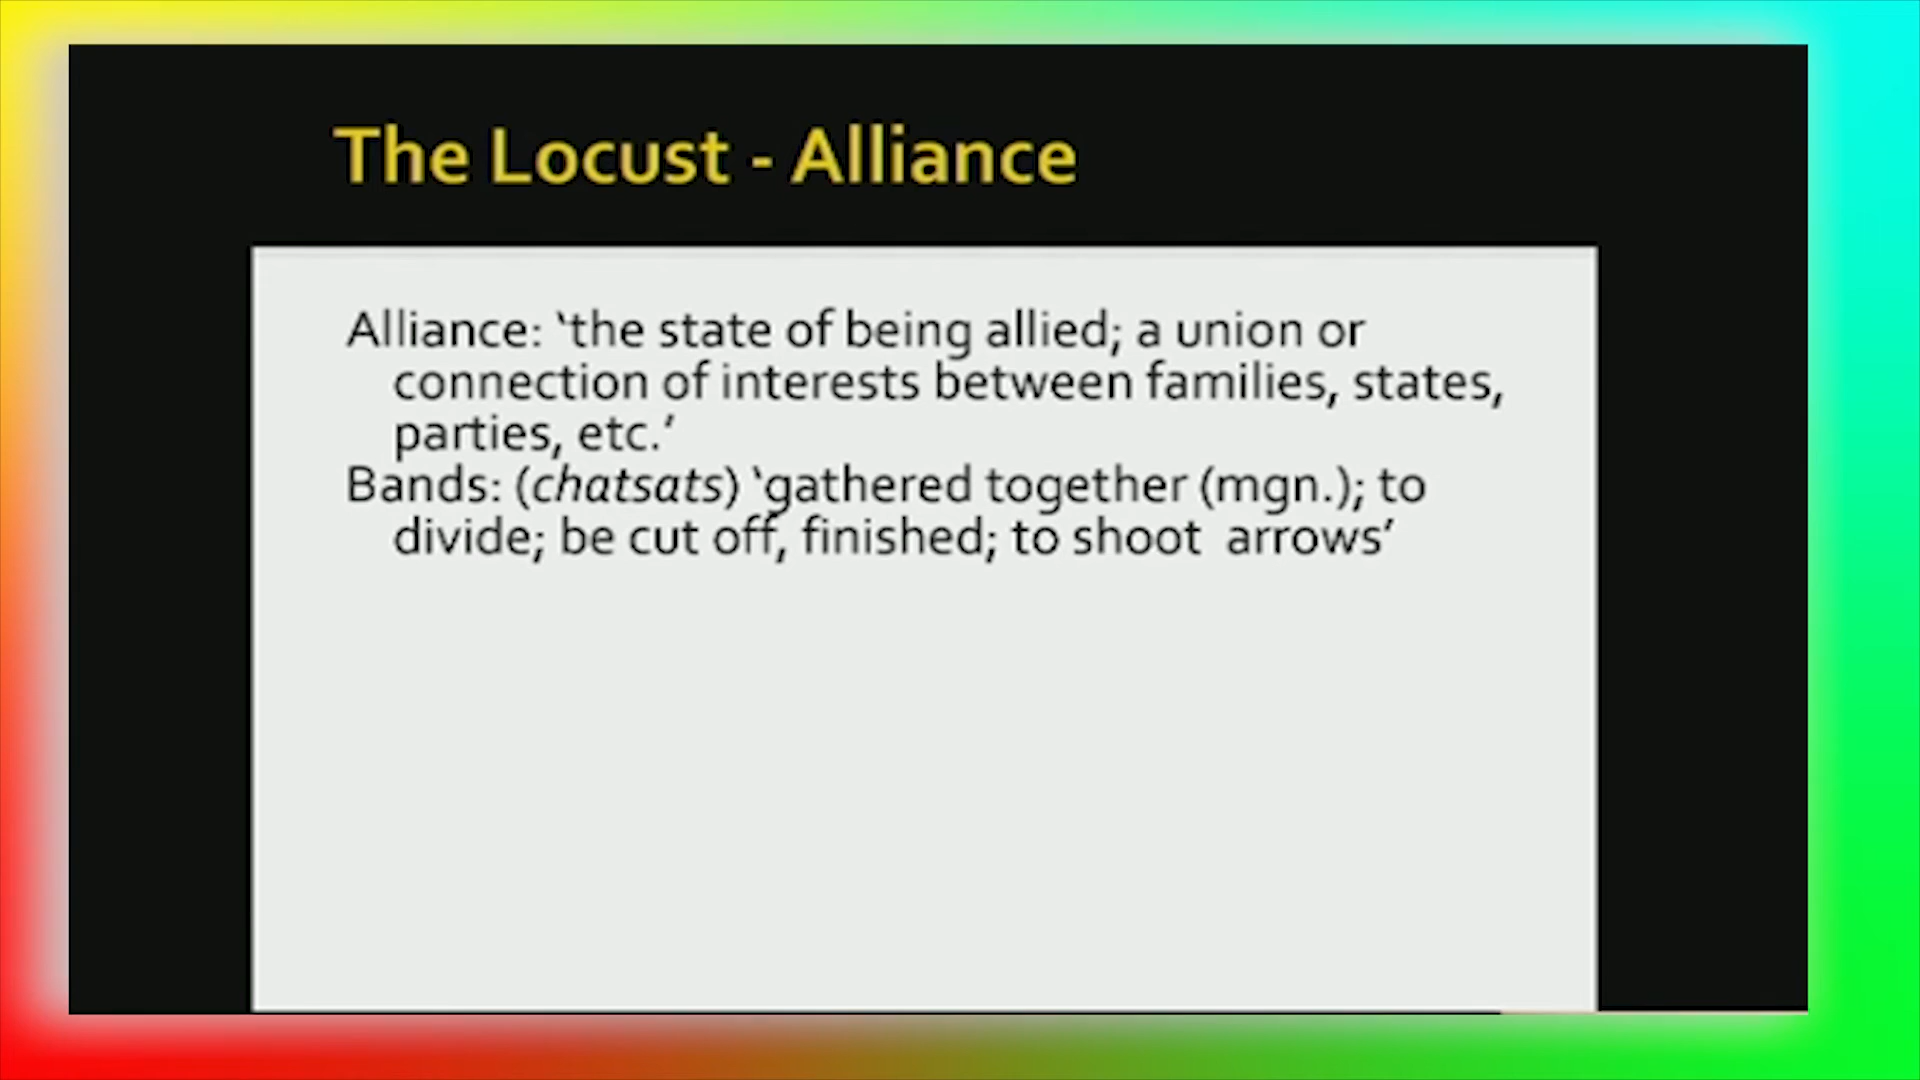 The Locust - Alliance
Alliance: ‘the state of being allied; a union or
connection of interests between families, states,
parties, etc.’
Bands: (chatsats) ‘gathered together (mgn.); to
divide; be cut off, finished; to shoot  arrows’